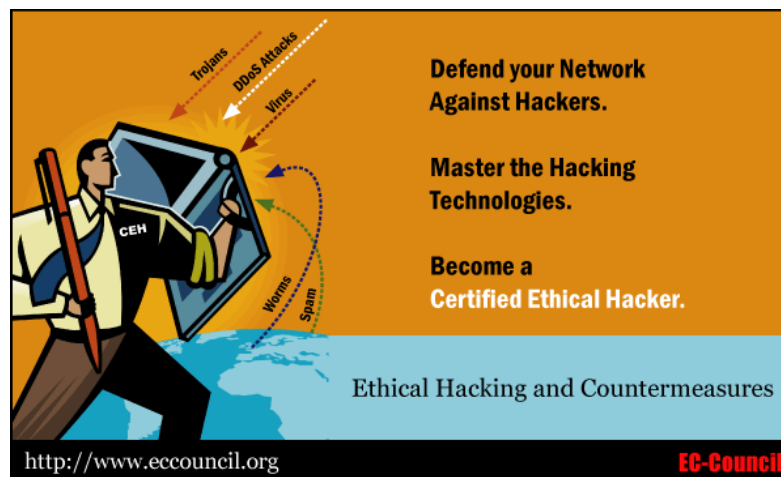 Trojans
DDoS Attacks
Virus
Defend your Network
Against Hackers.
Master the Hacking
Technologies.
CEH
Become a
Certified Ethical Hacker.
Worms
Spam
Ethical Hacking and Countermeasures
http://www.eccouncil.org
EC-Council